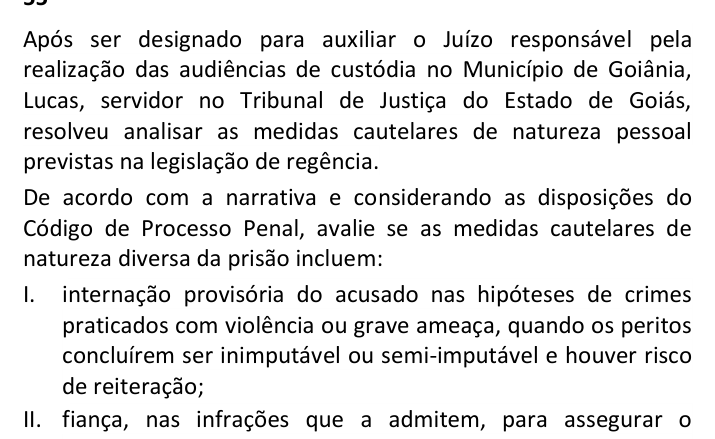 Após ser designado para auxiliar o Juízo responsável pela
realização das audiências de custódia no Município de Goiânia,
Lucas, servidor no Tribunal de Justiça do Estado de Goiás,
resolveu analisar as medidas cautelares de natureza pessoal
previstas na legislação de regência.
De acordo com a narrativa e considerando as disposições do
Código de Processo Penal, avalie se as medidas cautelares de
natureza diversa da prisão incluem:
I. internação provisória do acusado nas hipóteses de crimes
praticados com violência ou grave ameaça, quando os peritos
concluírem ser inimputável ou semi-imputável e houver risco
de reiteração;
II. fiança, nas infrações que a admitem, para assegurar o